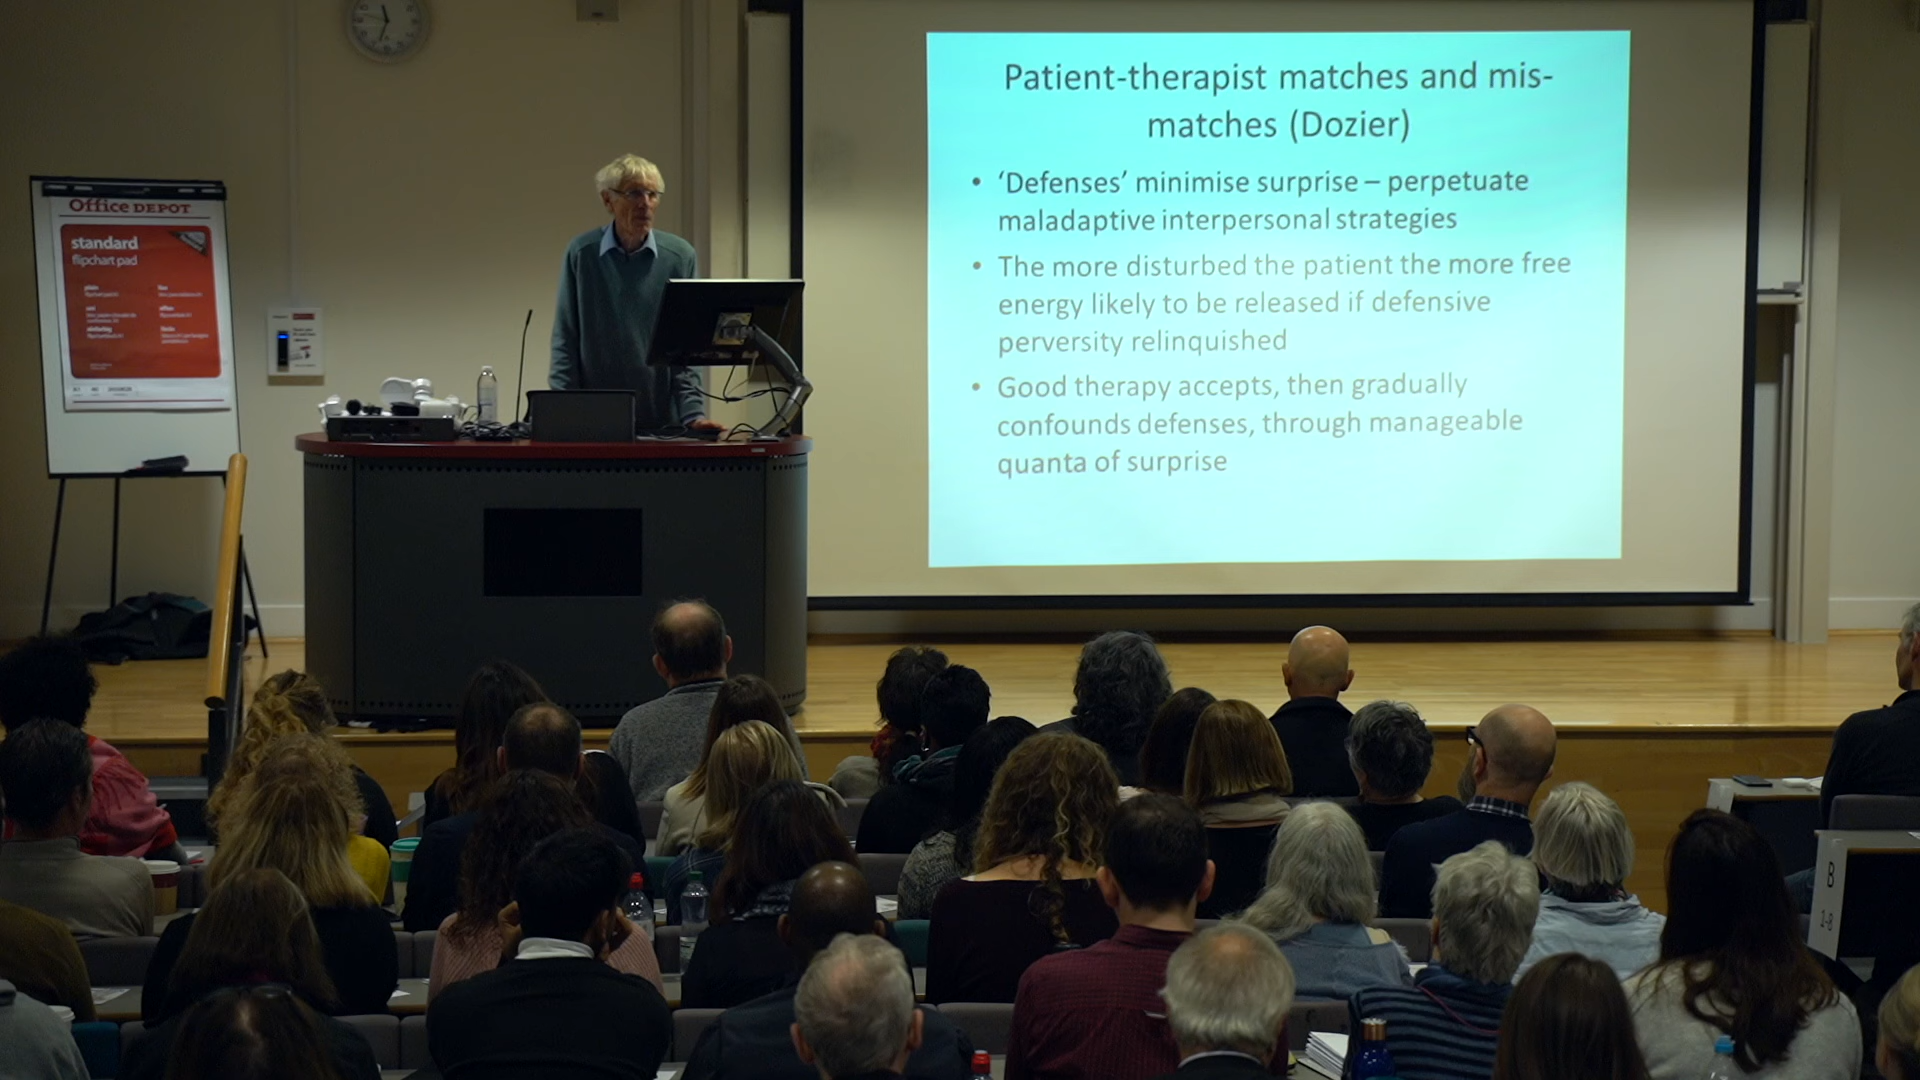 Office DEPOT
standard
flipchart pad
Patient-therapist matches and mis-
matches (Dozier)
• ‘Defenses’ minimise surprise – perpetuate
maladaptive interpersonal strategies
• The more disturbed the patient the more free
energy likely to be released if defensive
perversity relinquished
• Good therapy accepts, then gradually
confounds defenses, through manageable
quanta of surprise
B
1-8